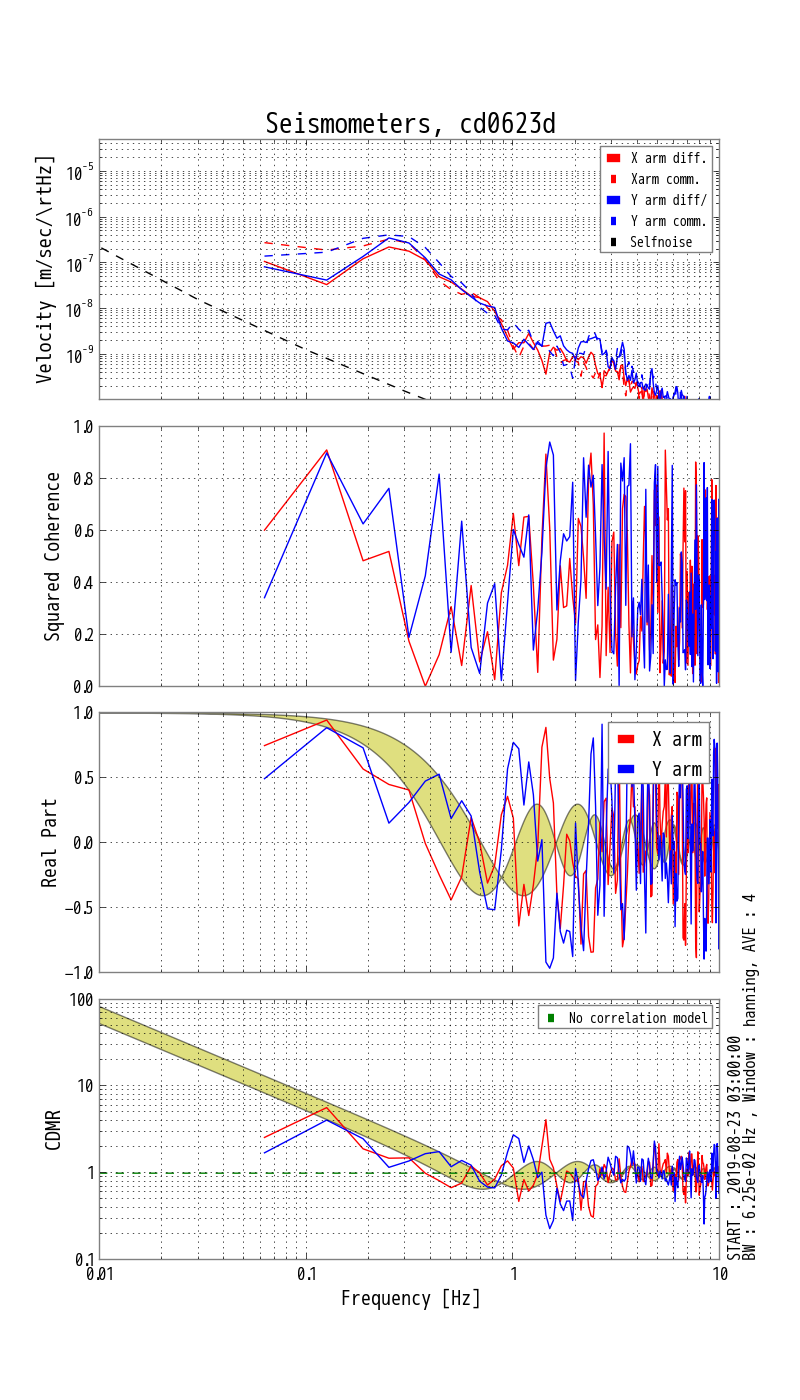 Seismometers, cd0623d
Velocity [m/sec/\rtHz]
10^-5
10^-6
10^-7
10^-8
10^-9
X arm diff.
Xarm comm.
Y arm diff/
Y arm comm.
Selfnoise
Squared Coherence
1.0
0.8
0.6
0.4
0.2
0.0
Real Part
1.0
0.5
0.0
−0.5
−1.0
X arm
Y arm
CDMR
100
10
1
0.1
No correlation model
0.01
0.1
1
10
Frequency [Hz]
START : 2019-08-23 03:00:00
BW : 6.25e-02 Hz , Window : hanning, AVE : 4